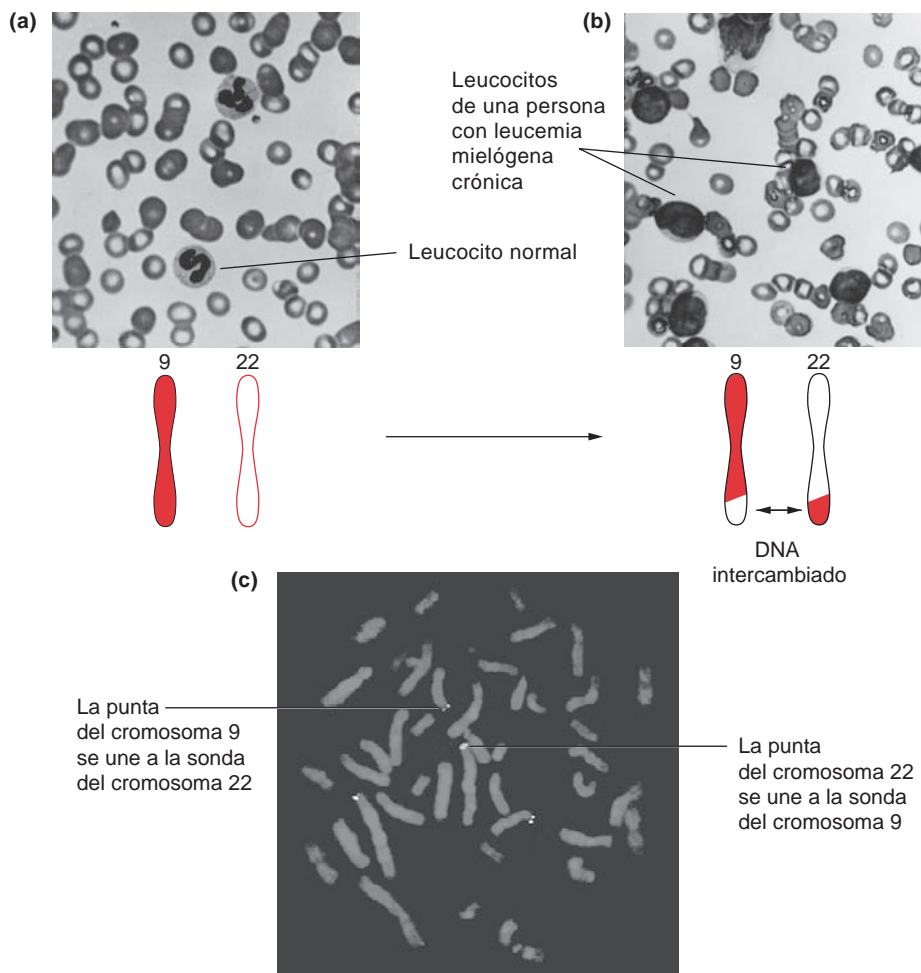 (a)
(b)
Leucocitos
de una persona
con leucemia
mielógena
crónica
Leucocito normal
9 22
9 22
DNA
intercambiado
(c)
La punta
del cromosoma 9
se une a la sonda
del cromosoma 22
La punta
del cromosoma 22
se une a la sonda
del cromosoma 9